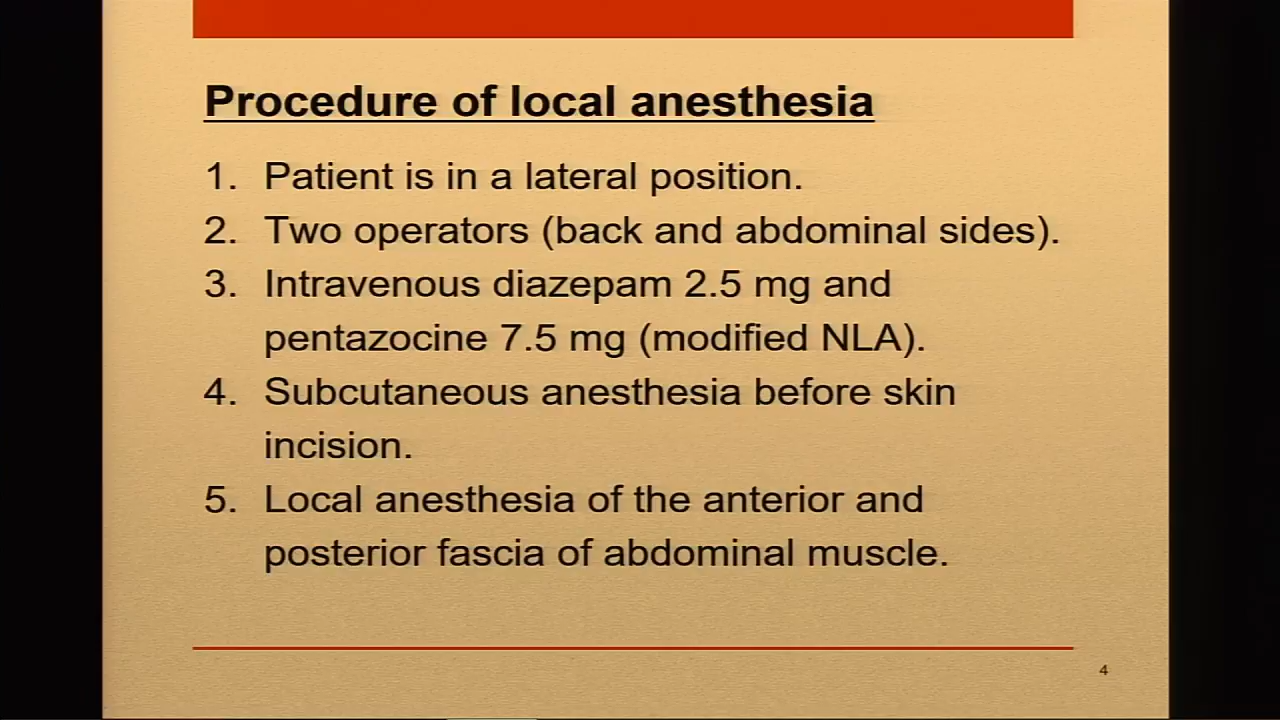 Procedure of local anesthesia
1. Patient is in a lateral position.
2. Two operators (back and abdominal sides).
3. Intravenous diazepam 2.5 mg and
pentazocine 7.5 mg (modified NLA).
4. Subcutaneous anesthesia before skin
incision.
5. Local anesthesia of the anterior and
posterior fascia of abdominal muscle.
4